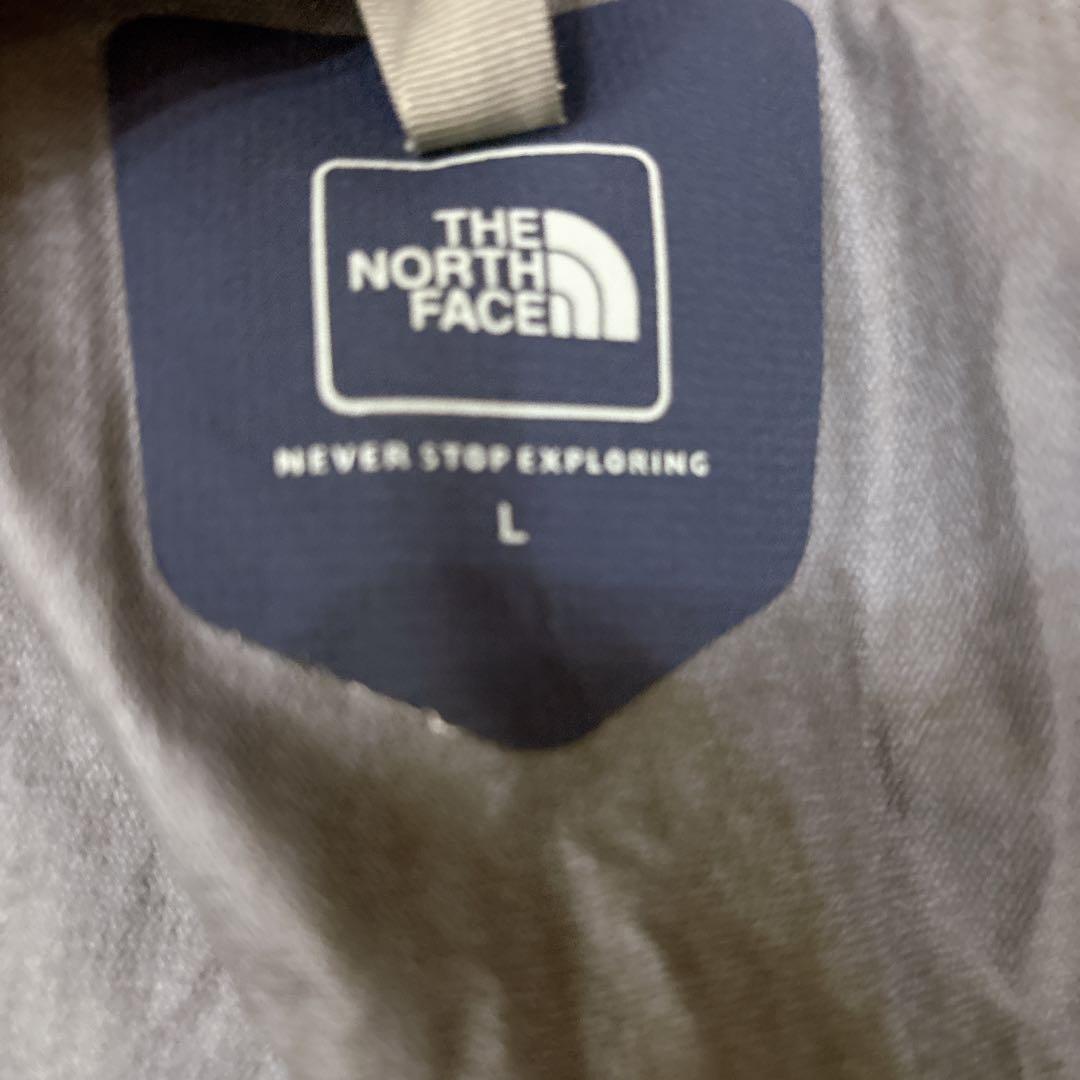 THE
NORTH
FACE
NEVER STOP EXPLORING
L